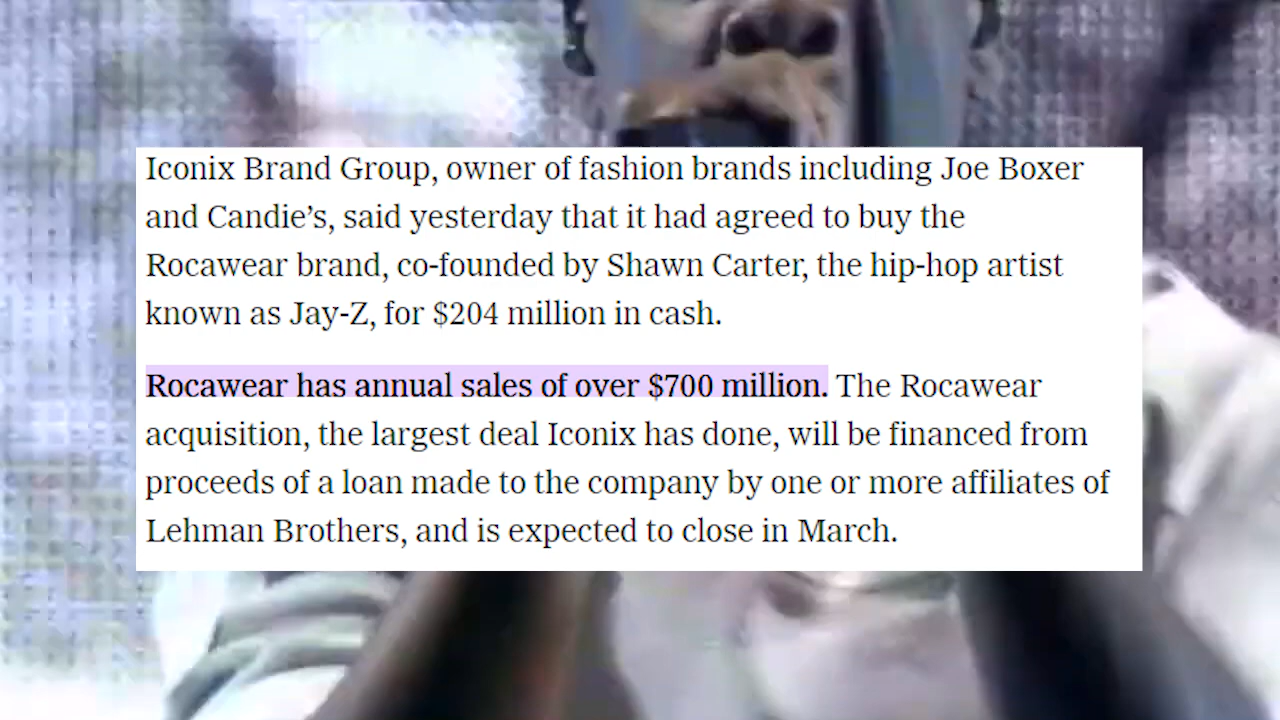 Iconix Brand Group, owner of fashion brands including Joe Boxer
and Candie’s, said yesterday that it had agreed to buy the
Rocawear brand, co-founded by Shawn Carter, the hip-hop artist
known as Jay-Z, for $204 million in cash.
Rocawear has annual sales of over $700 million. The Rocawear
acquisition, the largest deal Iconix has done, will be financed from
proceeds of a loan made to the company by one or more affiliates of
Lehman Brothers, and is expected to close in March.